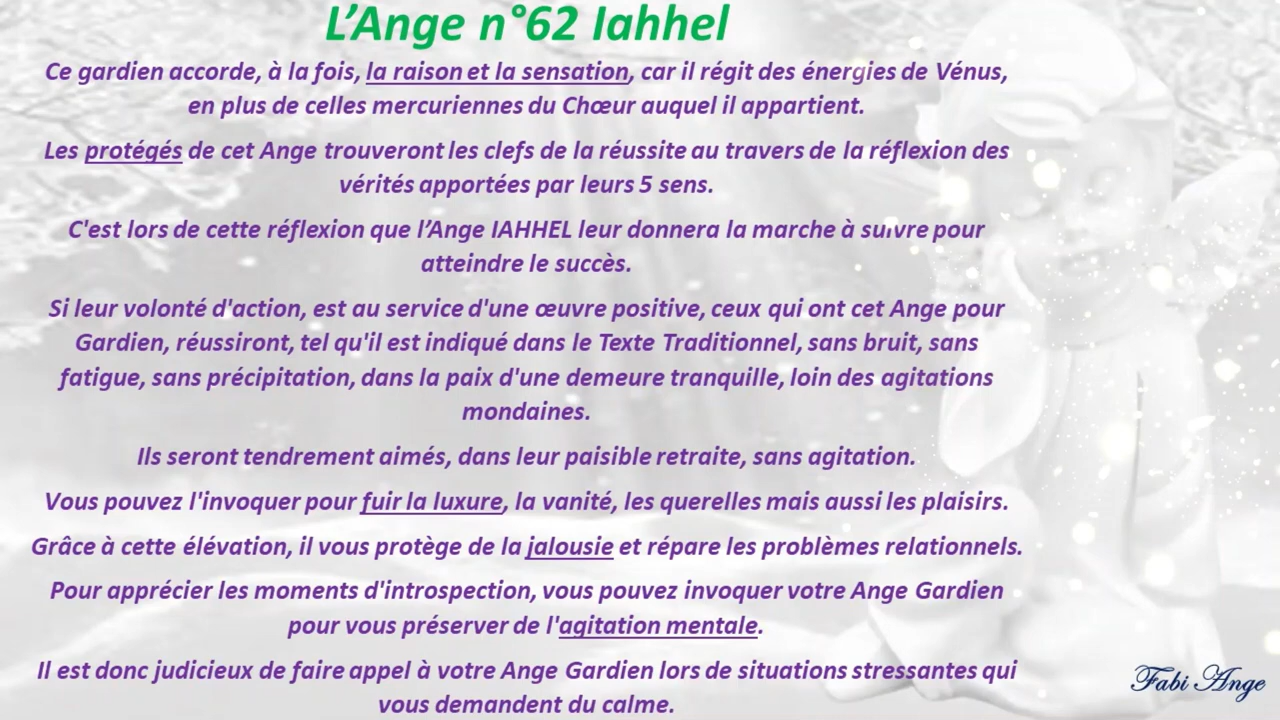 L’Ange n°62 Iahhel
Ce gardien accorde, à la fois, la raison et la sensation, car il régit des énergies de Vénus,
en plus de celles mercuriennes du Chœur auquel il appartient.
Les protégés de cet Ange trouveront les clefs de la réussite au travers de la réflexion des
vérités apportées par leurs 5 sens.
C'est lors de cette réflexion que l’Ange IAHHEL leur donnera la marche à suivre pour
atteindre le succès.
Si leur volonté d'action, est au service d'une œuvre positive, ceux qui ont cet Ange pour
Gardien, réussiront, tel qu'il est indiqué dans le Texte Traditionnel, sans bruit, sans
fatigue, sans précipitation, dans la paix d'une demeure tranquille, loin des agitations
mondaines.
Ils seront tendrement aimés, dans leur paisible retraite, sans agitation.
Vous pouvez l'invoquer pour fuir la luxure, la vanité, les querelles mais aussi les plaisirs.
Grâce à cette élévation, il vous protège de la jalousie et répare les problèmes relationnels.
Pour apprécier les moments d'introspection, vous pouvez invoquer votre Ange Gardien
pour vous préserver de l'agitation mentale.
Il est donc judicieux de faire appel à votre Ange Gardien lors de situations stressantes qui
vous demandent du calme.
Fabi Ange